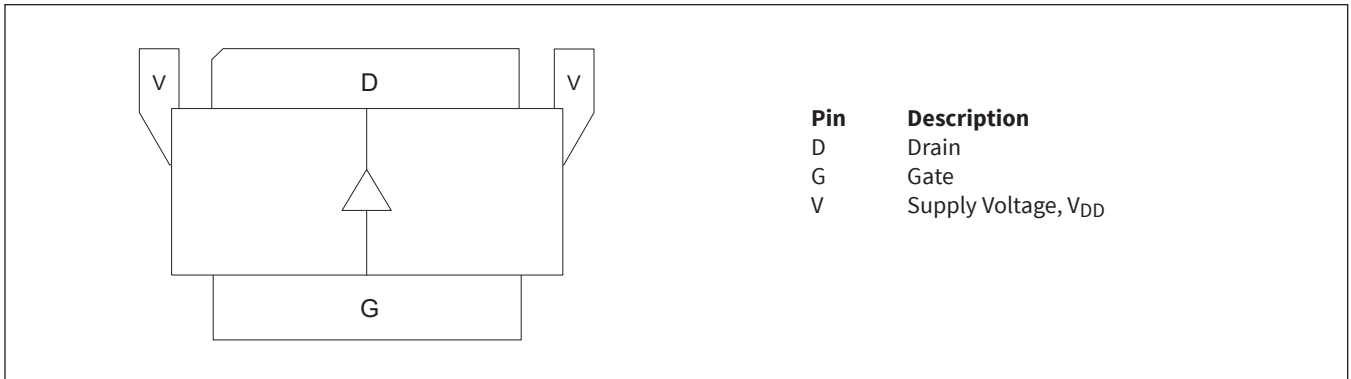 V D V
G
Pin Description
D Drain
G Gate
V Supply Voltage, VDD